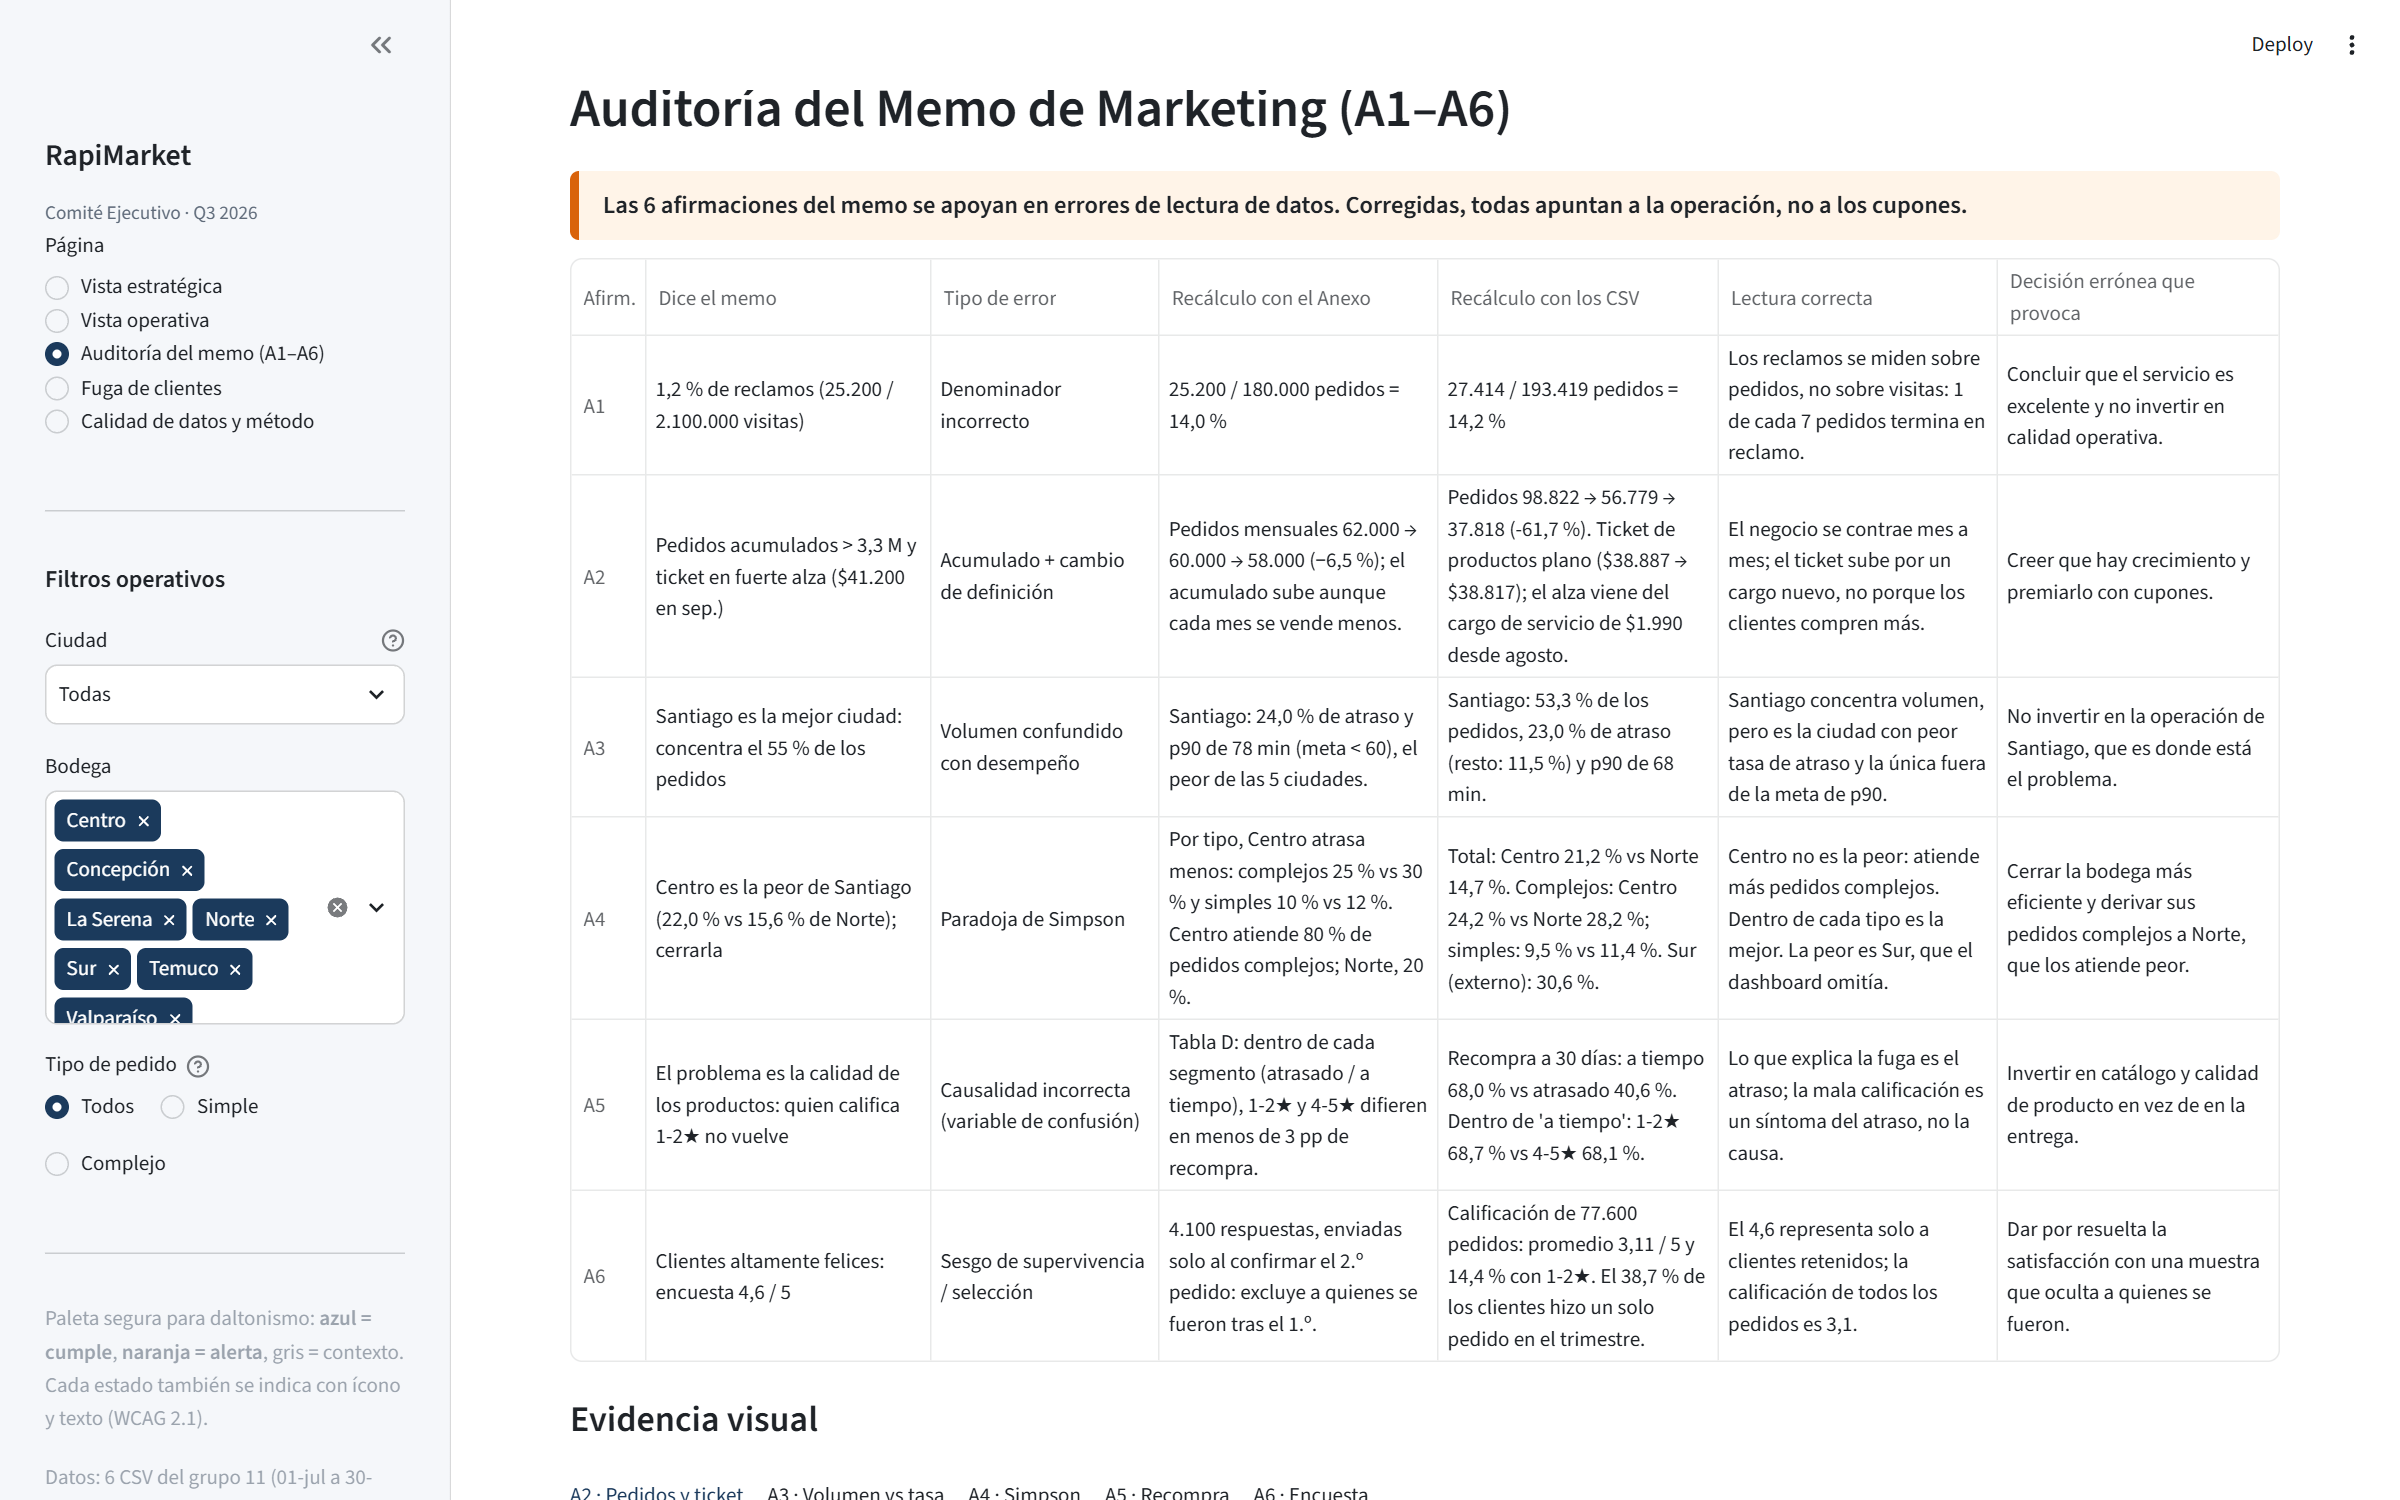 Deploy
RapiMarket
Comité Ejecutivo · Q3 2026
Página
Vista estratégica
Vista operativa
Auditoría del memo (A1–A6)
Fuga de clientes
Calidad de datos y método
Filtros operativos
Ciudad
Todas
Bodega
Centro ×
Concepción ×
La Serena × Norte ×
Sur × Temuco ×
Valparaíso ×
Tipo de pedido
Todos Simple
Complejo
Paleta segura para daltonismo: azul =
cumple, naranja = alerta, gris = contexto.
Cada estado también se indica con ícono
y texto (WCAG 2.1).
Datos: 6 CSV del grupo 11 (01-jul a 30-
Auditoría del Memo de Marketing (A1–A6)
Las 6 afirmaciones del memo se apoyan en errores de lectura de datos. Corregidas, todas apuntan a la operación, no a los cupones.
Afirm.
Dice el memo
Tipo de error
Recálculo con el Anexo
Recálculo con los CSV
Lectura correcta
Decisión errónea que
provoca
A1
1,2 % de reclamos (25.200 /
2.100.000 visitas)
Denominador
incorrecto
25.200 / 180.000 pedidos =
14,0 %
27.414 / 193.419 pedidos =
14,2 %
Los reclamos se miden sobre
pedidos, no sobre visitas: 1
de cada 7 pedidos termina en
reclamo.
Concluir que el servicio es
excelente y no invertir en
calidad operativa.
A2
Pedidos acumulados > 3,3 M y
ticket en fuerte alza ($41.200
en sep.)
Acumulado + cambio
de definición
Pedidos mensuales 62.000 →
60.000 → 58.000 (−6,5 %); el
acumulado sube aunque
cada mes se vende menos.
Pedidos 98.822 → 56.779 →
37.818 (-61,7 %). Ticket de
productos plano ($38.887 →
$38.817); el alza viene del
cargo de servicio de $1.990
desde agosto.
El negocio se contrae mes a
mes; el ticket sube por un
cargo nuevo, no porque los
clientes compren más.
Creer que hay crecimiento y
premiarlo con cupones.
A3
Santiago es la mejor ciudad:
concentra el 55 % de los
pedidos
Volumen confundido
con desempeño
Santiago: 24,0 % de atraso y
p90 de 78 min (meta < 60), el
peor de las 5 ciudades.
Santiago: 53,3 % de los
pedidos, 23,0 % de atraso
(resto: 11,5 %) y p90 de 68
min.
Santiago concentra volumen,
pero es la ciudad con peor
tasa de atraso y la única fuera
de la meta de p90.
No invertir en la operación de
Santiago, que es donde está
el problema.
A4
Centro es la peor de Santiago
(22,0 % vs 15,6 % de Norte);
cerrarla
Paradoja de Simpson
Por tipo, Centro atrasa
menos: complejos 25 % vs 30
% y simples 10 % vs 12 %.
Centro atiende 80 % de
pedidos complejos; Norte, 20
%.
Total: Centro 21,2 % vs Norte
14,7 %. Complejos: Centro
24,2 % vs Norte 28,2 %;
simples: 9,5 % vs 11,4 %. Sur
(externo): 30,6 %.
Centro no es la peor: atiende
más pedidos complejos.
Dentro de cada tipo es la
mejor. La peor es Sur, que el
dashboard omitía.
Cerrar la bodega más
eficiente y derivar sus
pedidos complejos a Norte,
que los atiende peor.
A5
El problema es la calidad de
los productos: quien califica
1-2★ no vuelve
Causalidad incorrecta
(variable de confusión)
Tabla D: dentro de cada
segmento (atrasado / a
tiempo), 1-2★ y 4-5★ difieren
en menos de 3 pp de
recompra.
Recompra a 30 días: a tiempo
68,0 % vs atrasado 40,6 %.
Dentro de 'a tiempo': 1-2★
68,7 % vs 4-5★ 68,1 %.
Lo que explica la fuga es el
atraso; la mala calificación es
un síntoma del atraso, no la
causa.
Invertir en catálogo y calidad
de producto en vez de en la
entrega.
A6
Clientes altamente felices:
encuesta 4,6 / 5
Sesgo de supervivencia
/ selección
4.100 respuestas, enviadas
solo al confirmar el 2.º
pedido: excluye a quienes se
fueron tras el 1.º.
Calificación de 77.600
pedidos: promedio 3,11 / 5 y
14,4 % con 1-2★. El 38,7 % de
los clientes hizo un solo
pedido en el trimestre.
El 4,6 representa solo a
clientes retenidos; la
calificación de todos los
pedidos es 3,1.
Dar por resuelta la
satisfacción con una muestra
que oculta a quienes se
fueron.
Evidencia visual
A2 · Pedidos y ticket A3 · Volumen vs tasa A4 · Simpson A5 · Recompra A6 · Encuesta